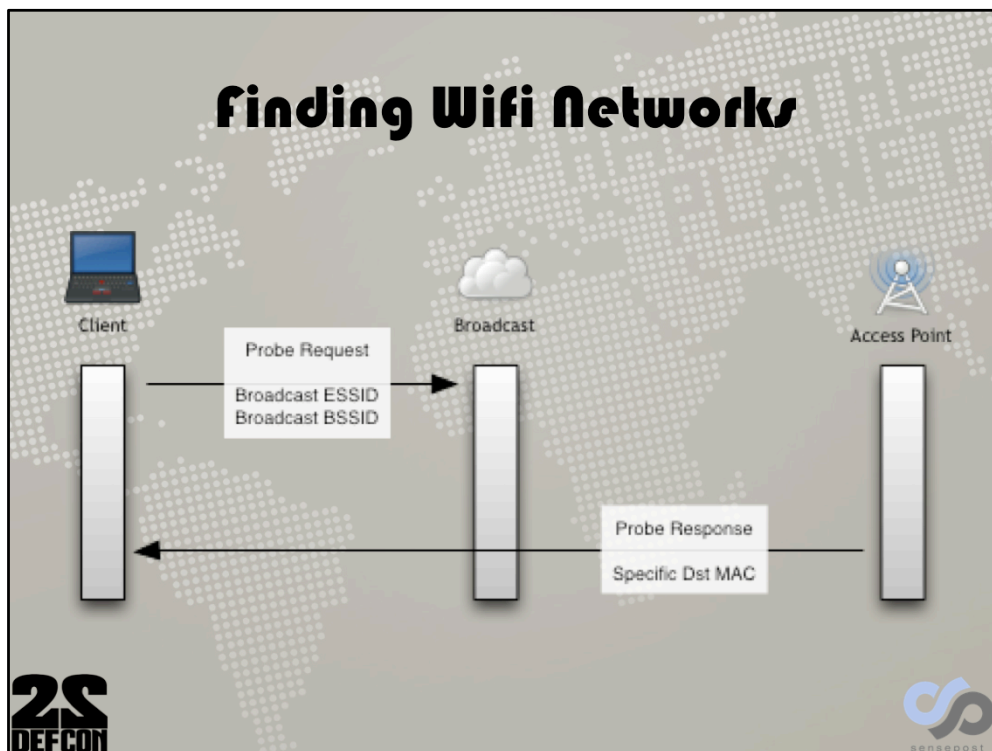 Finding Wifi Networks
Client
Broadcast
Access Point
Probe Request
Broadcast ESSID
Broadcast BSSID
Probe Response
Specific Dst MAC
2S
DEFCON
sensepost